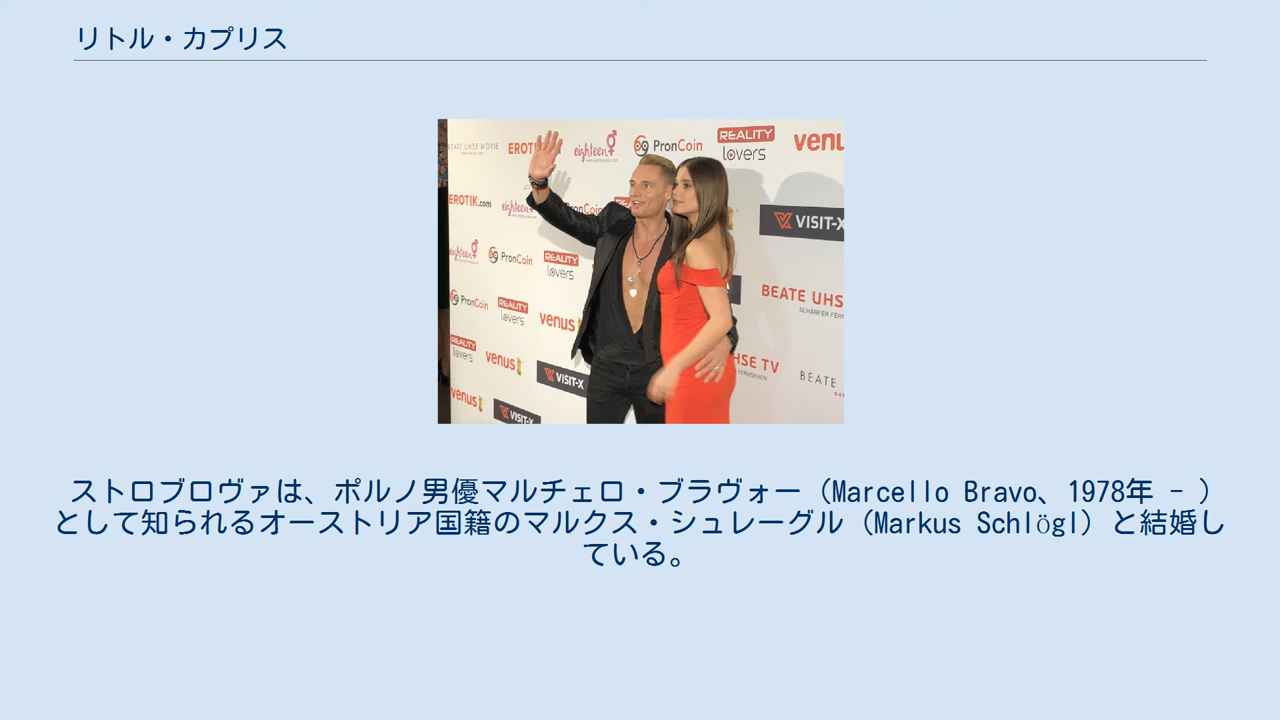 リトル・カプリス
BEATE UHSE MOVIE
EROTIK
eighteen
PronCoin
REALITY
lovers
venus
EROTIK.com
eighteen
PronCoin
VISIT-X
eighteen
PronCoin
REALITY
lovers
PronCoin
REALITY
lovers
venus
BEATE UHSE
SCHÄRFER FERN
REALITY
lovers
venus
VISIT-X
HSE TV
BEATE
venus
VISIT-X
ストロブロヴァは、ポルノ男優マルチェロ・ブラヴォー（Marcello Bravo、1978年 - ）
として知られるオーストリア国籍のマルクス・シュレーグル（Markus Schlögl）と結婚し
ている。